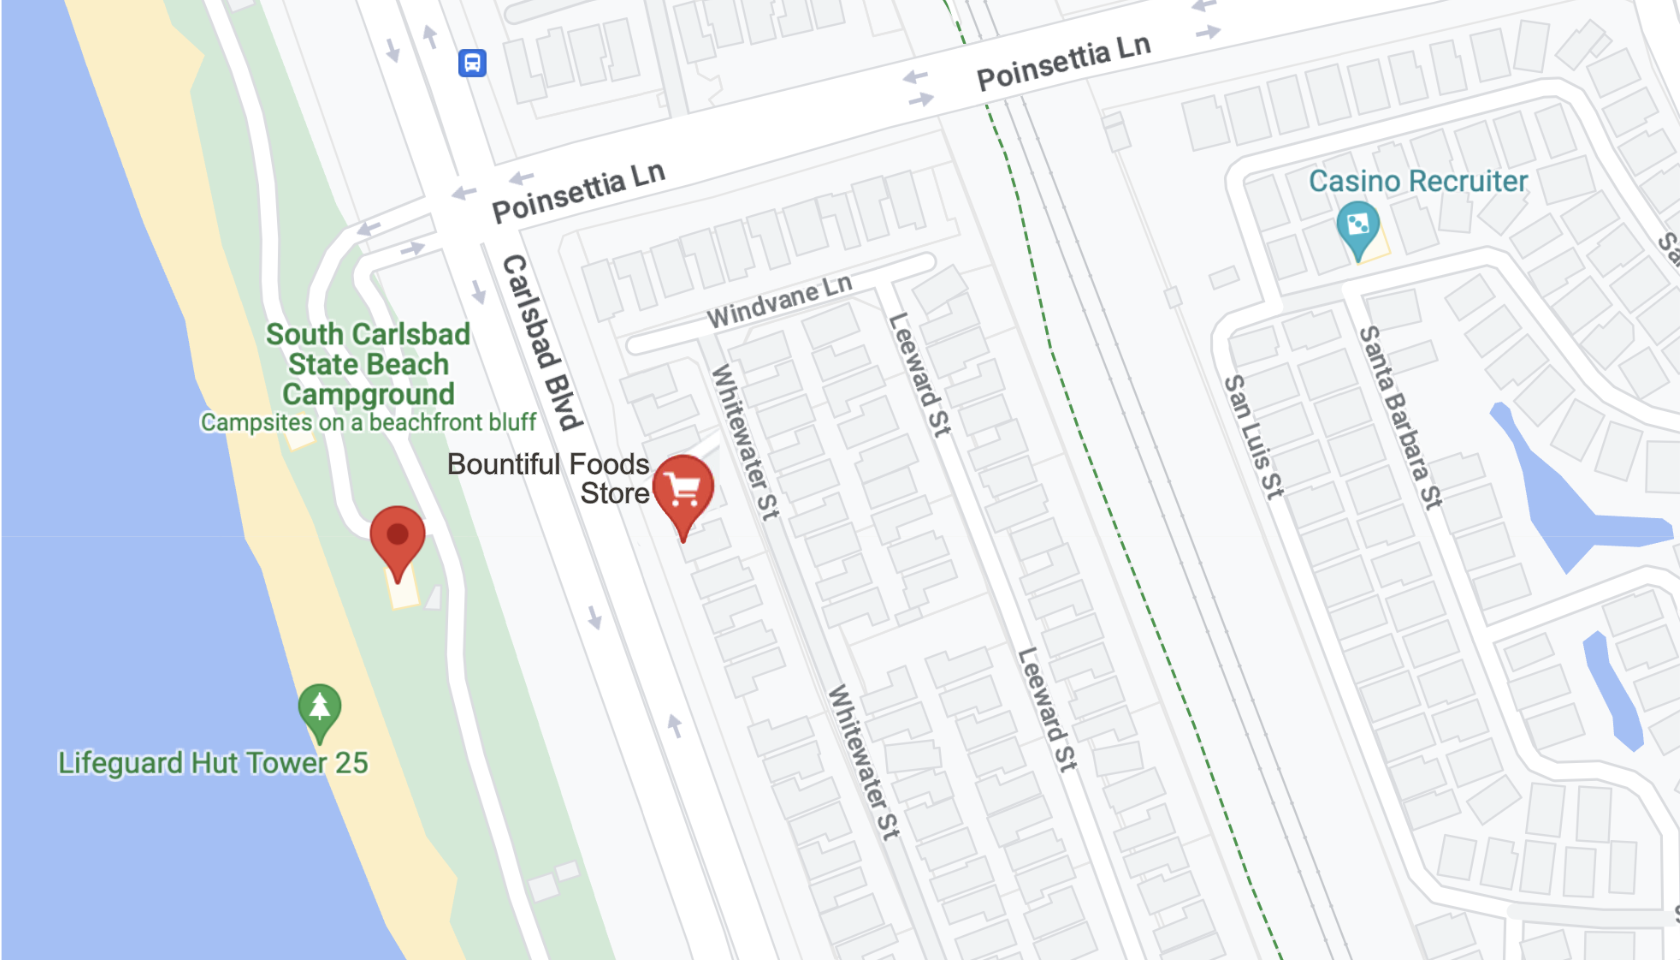 Poinsettia Ln
Poinsettia Ln
Casino Recruiter
Carlsbad Blvd
Windvane Ln
Leeward St
South Carlsbad
State Beach
Campground
Campsites on a beachfront bluff
Whitewater St
San Luis St
Santa Barbara St
Bountiful Foods
Store
Leeward St
Whitewater St
Lifeguard Hut Tower 25